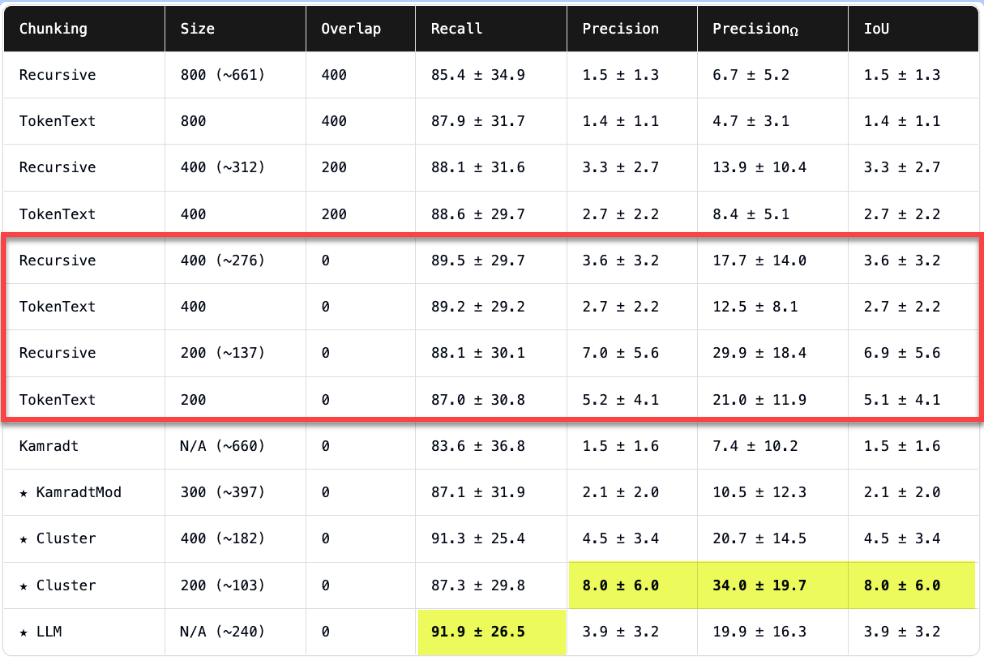 Chunking Size Overlap Recall Precision PrecisionΩ IoU
Recursive 800 (~661) 400 85.4 ± 34.9 1.5 ± 1.3 6.7 ± 5.2 1.5 ± 1.3
TokenText 800 400 87.9 ± 31.7 1.4 ± 1.1 4.7 ± 3.1 1.4 ± 1.1
Recursive 400 (~312) 200 88.1 ± 31.6 3.3 ± 2.7 13.9 ± 10.4 3.3 ± 2.7
TokenText 400 200 88.6 ± 29.7 2.7 ± 2.2 8.4 ± 5.1 2.7 ± 2.2
Recursive 400 (~276) 0 89.5 ± 29.7 3.6 ± 3.2 17.7 ± 14.0 3.6 ± 3.2
TokenText 400 0 89.2 ± 29.2 2.7 ± 2.2 12.5 ± 8.1 2.7 ± 2.2
Recursive 200 (~137) 0 88.1 ± 30.1 7.0 ± 5.6 29.9 ± 18.4 6.9 ± 5.6
TokenText 200 0 87.0 ± 30.8 5.2 ± 4.1 21.0 ± 11.9 5.1 ± 4.1
Kamradt N/A (~660) 0 83.6 ± 36.8 1.5 ± 1.6 7.4 ± 10.2 1.5 ± 1.6
★ KamradtMod 300 (~397) 0 87.1 ± 31.9 2.1 ± 2.0 10.5 ± 12.3 2.1 ± 2.0
★ Cluster 400 (~182) 0 91.3 ± 25.4 4.5 ± 3.4 20.7 ± 14.5 4.5 ± 3.4
★ Cluster 200 (~103) 0 87.3 ± 29.8 8.0 ± 6.0 34.0 ± 19.7 8.0 ± 6.0
★ LLM N/A (~240) 0 91.9 ± 26.5 3.9 ± 3.2 19.9 ± 16.3 3.9 ± 3.2